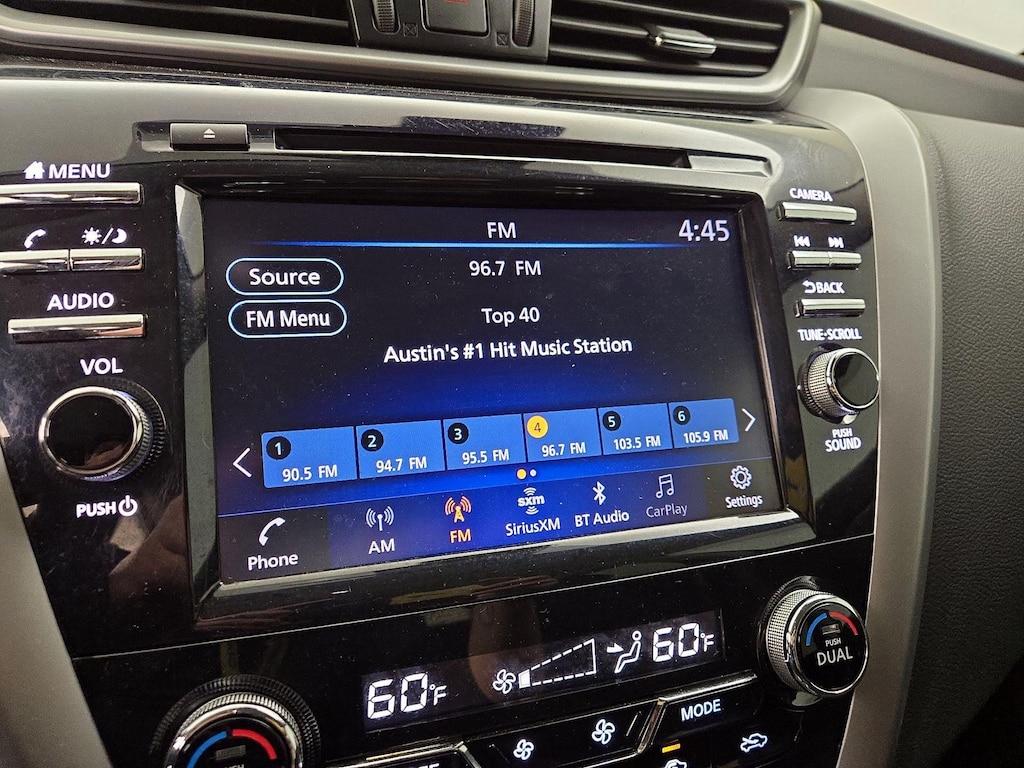 MENU
AUDIO
VOL
PUSH
FM
4:45
96.7 FM
Source
FM Menu
Top 40
Austin's #1 Hit Music Station
1
90.5 FM
2
94.7 FM
3
95.5 FM
4
96.7 FM
5
103.5 FM
6
105.9 FM
Phone
AM
FM
sxm
SiriusXM
BT Audio
CarPlay
Settings
CAMERA
BACK
TUNE·SCROLL
PUSH
SOUND
60°F
60°F
PUSH
DUAL
MODE